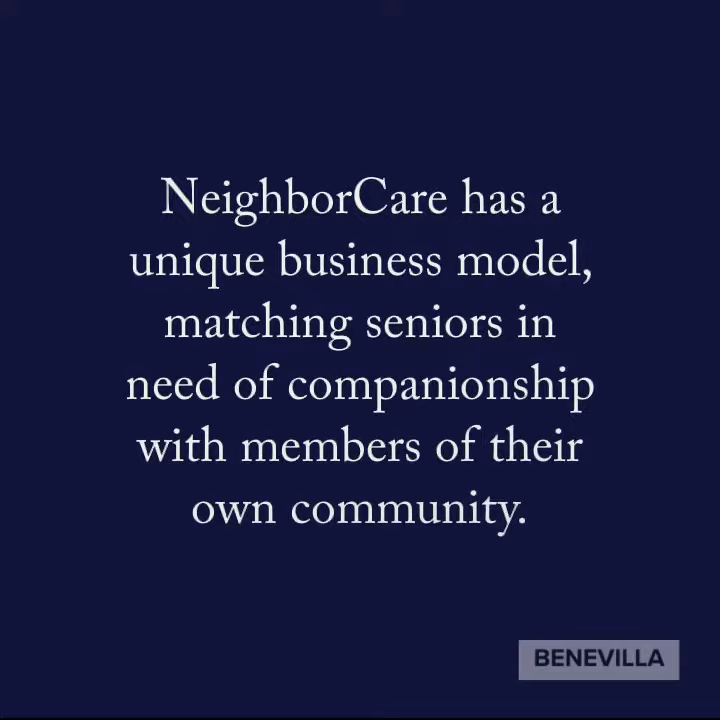 NeighborCare has a
unique business model,
matching seniors in
need of companionship
with members of their
own community.
BENEVILLA